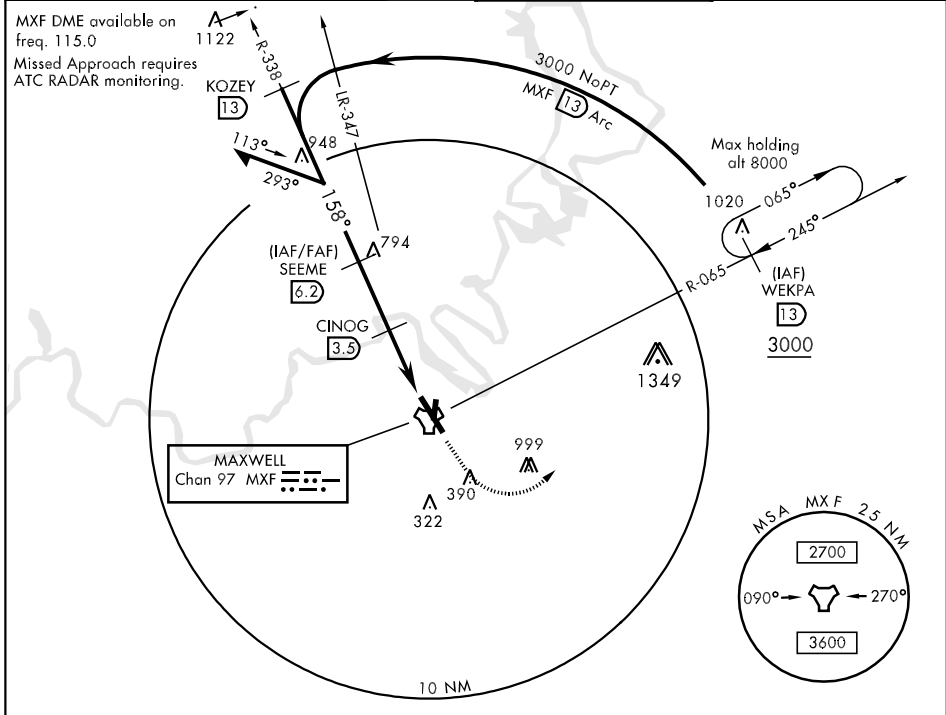 MXF DME available on
freq. 115.0
Missed Approach requires
ATC RADAR monitoring.
1122
R-338
KOZEY
13
LR-347
3000 NoPT
MXF 13 Arc
113°
293°
948
158°
Max holding
alt 8000
1020
065°
245°
R-065
(IAF)
WEKPA
13
3000
(IAF/FAF)
SEEME
6.2
794
CINOG
3.5
1349
MAXWELL
Chan 97 MXF
999
390
322
10 NM
MSA MXF 25 NM
2700
090°
270°
3600